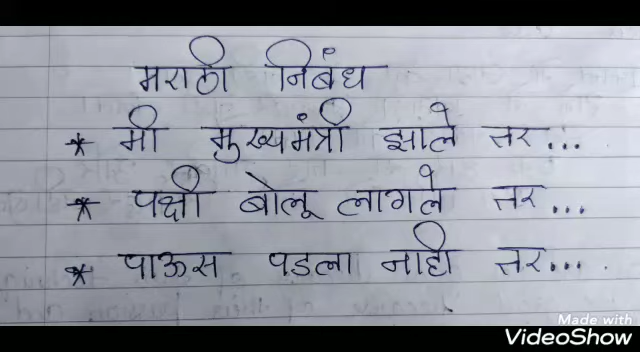 मराठी निबंध
* मी मुख्यमंत्री झाले तर...
* पक्षी बोलू लागले तर...
* पाऊस पडला नाही तर....
Made with
VideoShow